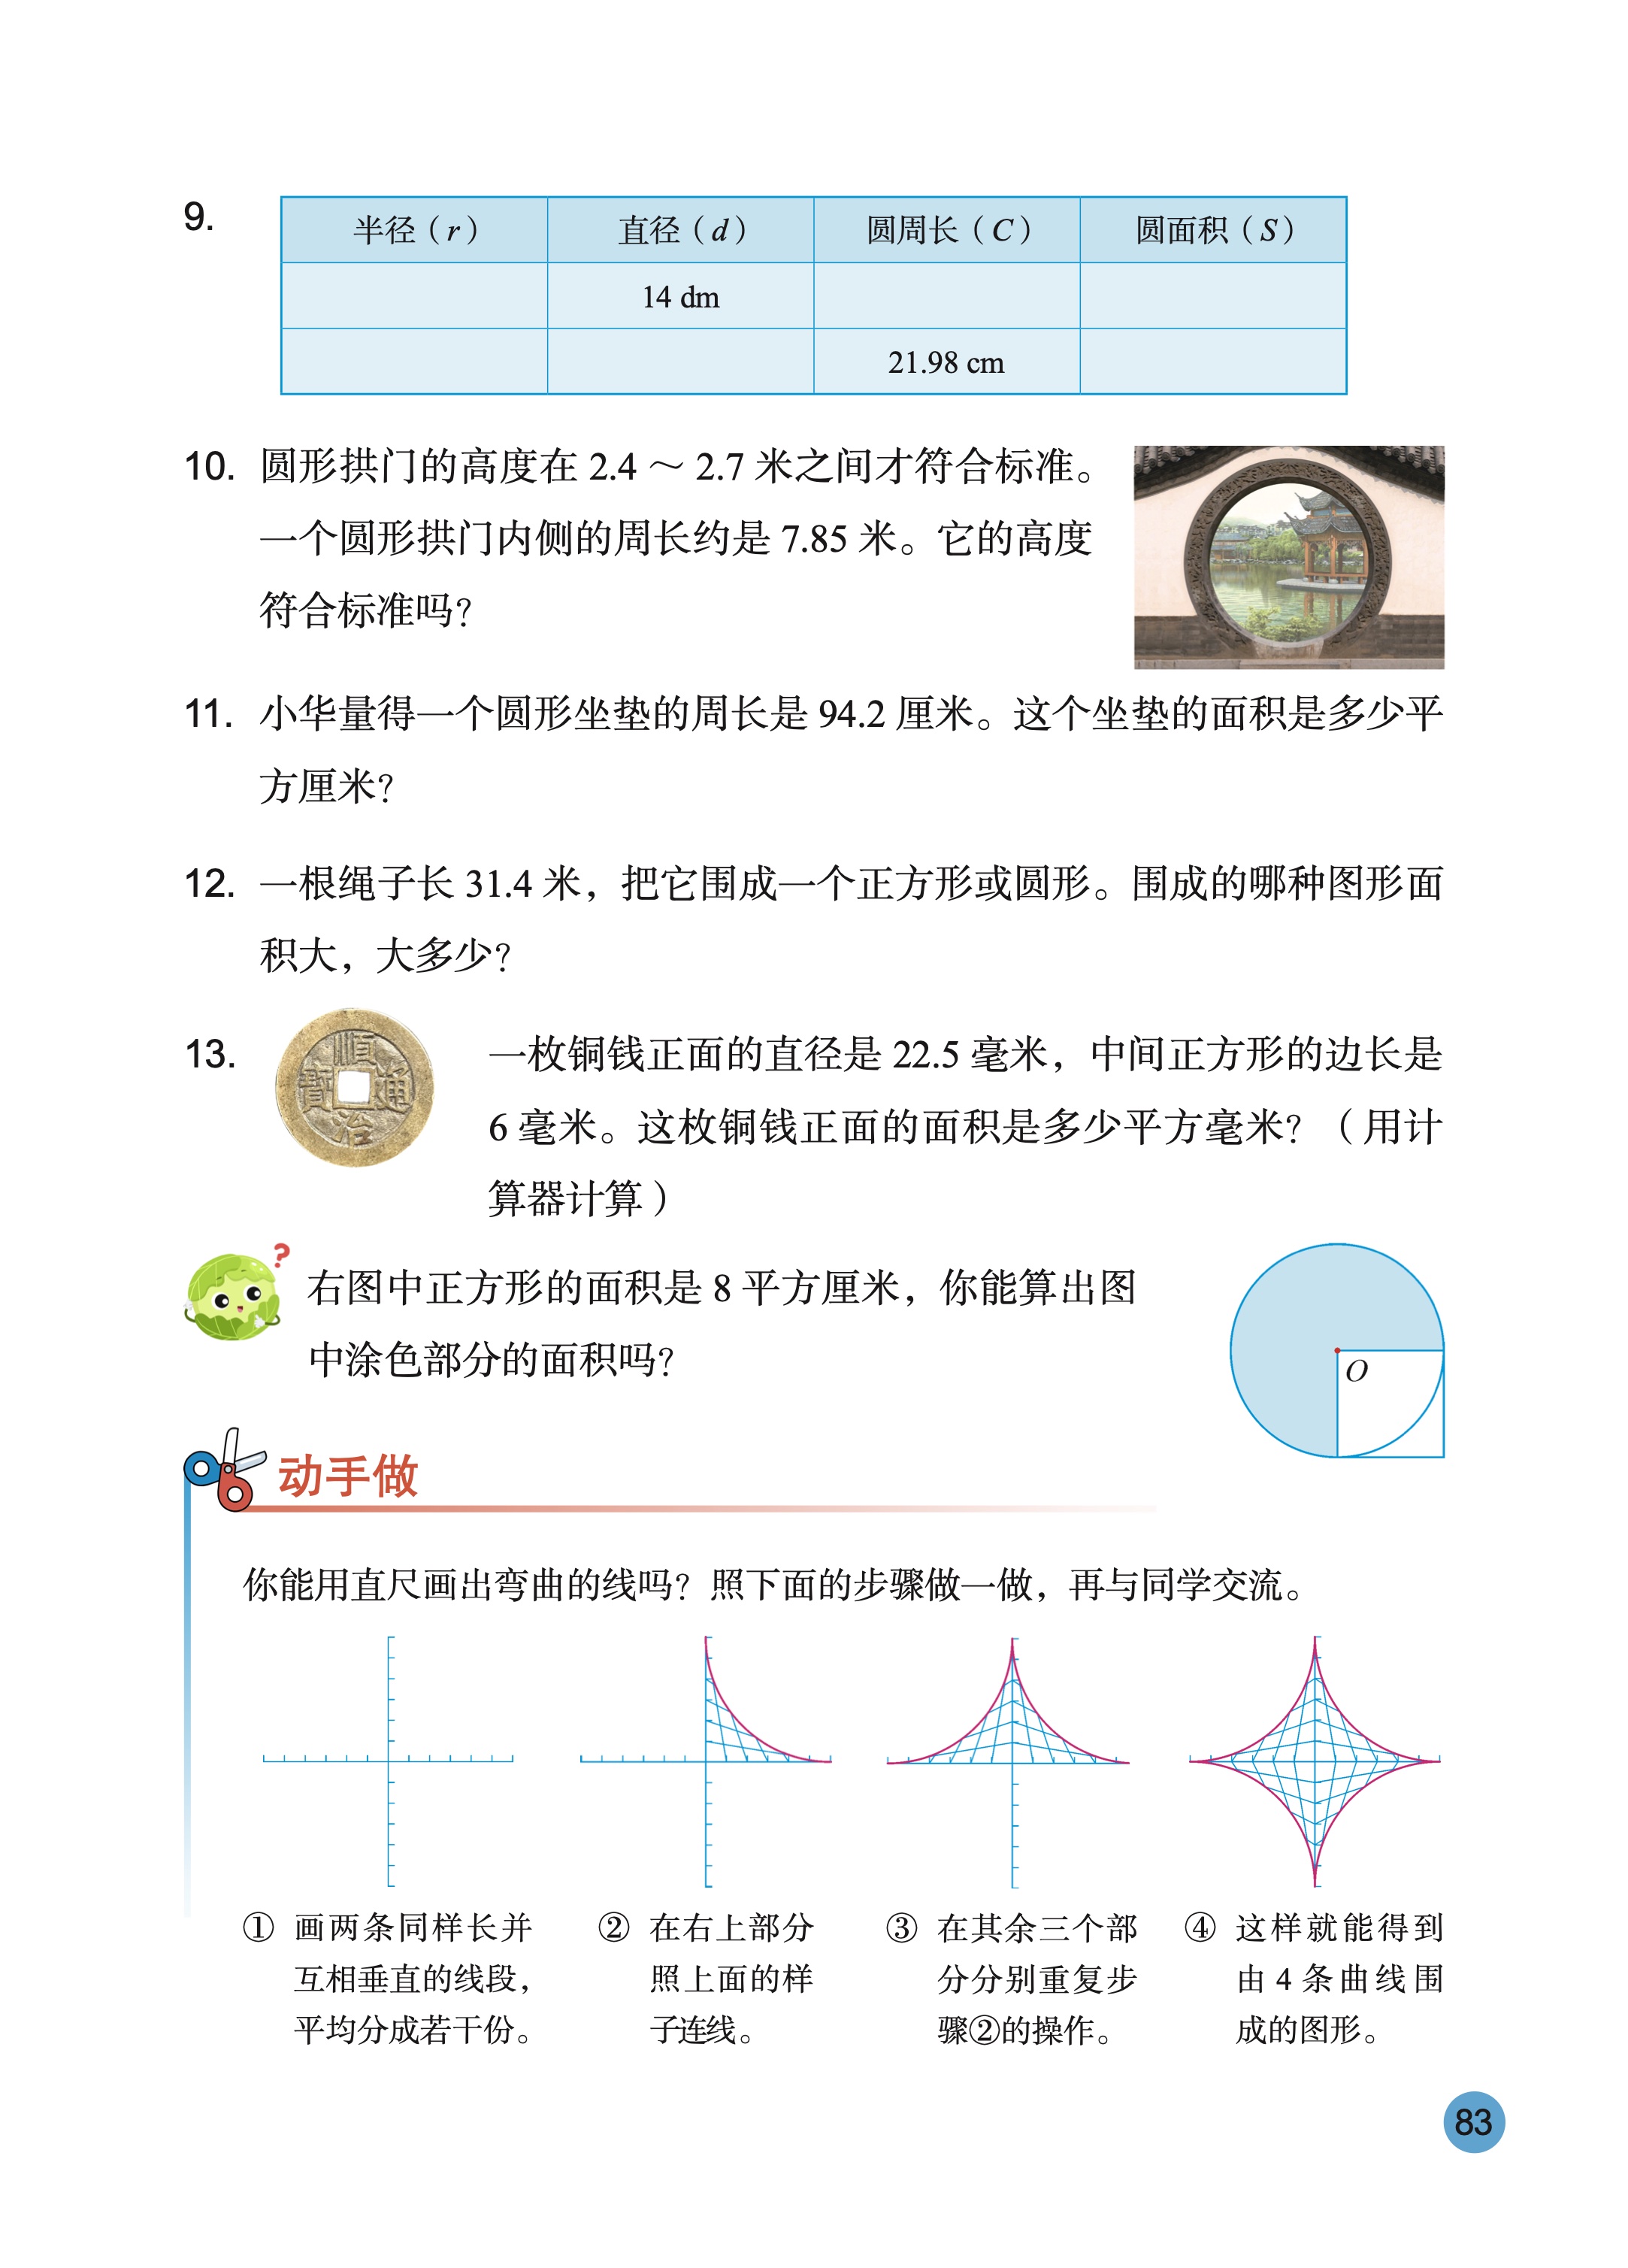 9.
半径（r） 直径（d） 圆周长（C） 圆面积（S）
14 dm
21.98 cm
10. 圆形拱门的高度在 2.4 ～ 2.7 米之间才符合标准。
一个圆形拱门内侧的周长约是 7.85 米。它的高度
符合标准吗？
11. 小华量得一个圆形坐垫的周长是 94.2 厘米。这个坐垫的面积是多少平
方厘米？
12. 一根绳子长 31.4 米，把它围成一个正方形或圆形。围成的哪种图形面
积大，大多少？
13. 一枚铜钱正面的直径是 22.5 毫米，中间正方形的边长是
6 毫米。这枚铜钱正面的面积是多少平方毫米？（用计
算器计算）
順治通寳
?
右图中正方形的面积是 8 平方厘米，你能算出图
中涂色部分的面积吗？
O
动手做
你能用直尺画出弯曲的线吗？照下面的步骤做一做，再与同学交流。
① 画两条同样长并
互相垂直的线段，
平均分成若干份。
② 在右上部分
照上面的样
子连线。
③ 在其余三个部
分分别重复步
骤②的操作。
④ 这样就能得到
由 4 条曲线围
成的图形。
83